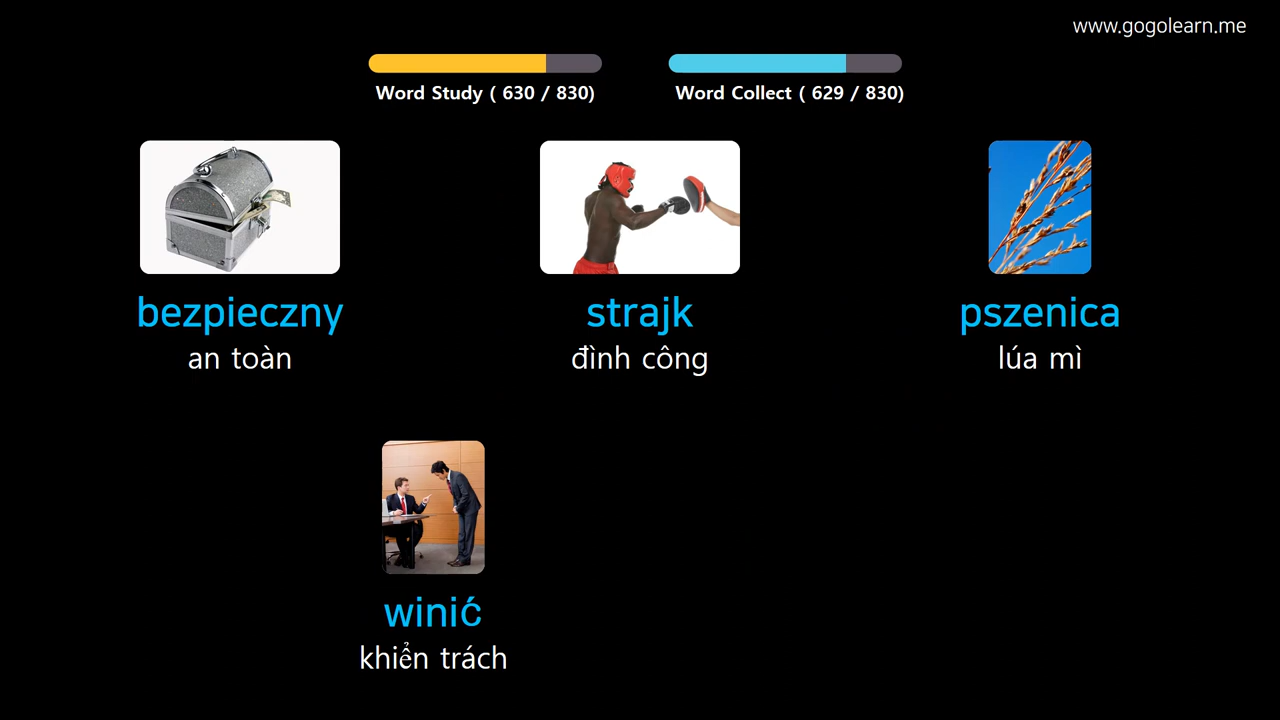 www.gogolearn.me
Word Study ( 630 / 830)
Word Collect ( 629 / 830)
bezpieczny
an toàn
strajk
đình công
pszenica
lúa mì
winić
khiển trách